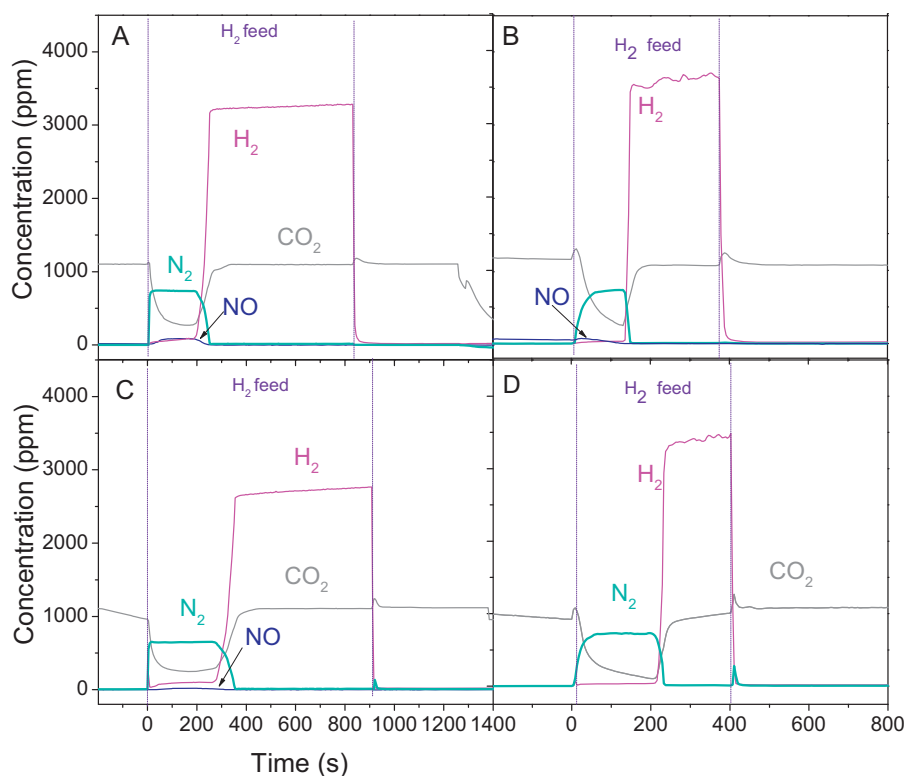 A
H₂ feed
4000
3000
2000
1000
0
Concentration (ppm)
H₂
CO₂
N₂
NO
B
H₂ feed
H₂
NO
C
H₂ feed
4000
3000
2000
1000
0
Concentration (ppm)
H₂
CO₂
N₂
NO
0 200 400 600 800 1000 1200 1400
Time (s)
D
H₂ feed
H₂
N₂
CO₂
0 200 400 600 800